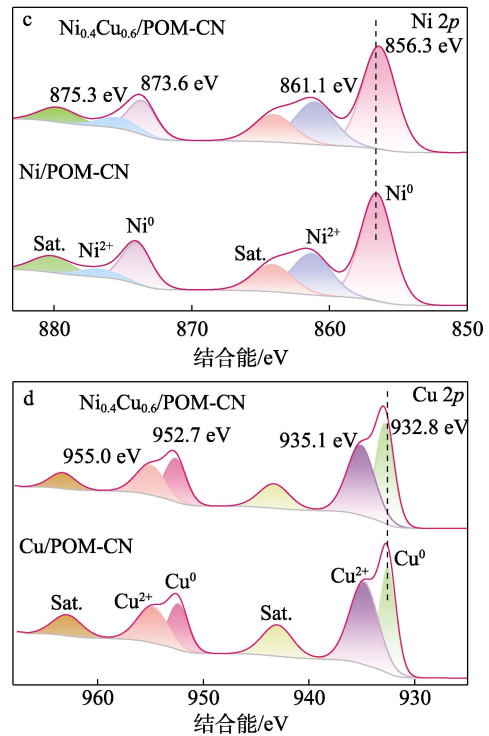 c
Ni 2p
Ni₀.₄Cu₀.₆/POM-CN
856.3 eV
875.3 eV
873.6 eV
861.1 eV
Ni/POM-CN
Ni⁰
Sat.
Ni²⁺
Ni⁰
Sat.
Ni²⁺
880
870
860
850
结合能/eV
d
Cu 2p
Ni₀.₄Cu₀.₆/POM-CN
932.8 eV
955.0 eV
952.7 eV
935.1 eV
Cu/POM-CN
Cu⁰
Sat.
Cu²⁺
Cu⁰
Sat.
Cu²⁺
960
950
940
930
结合能/eV